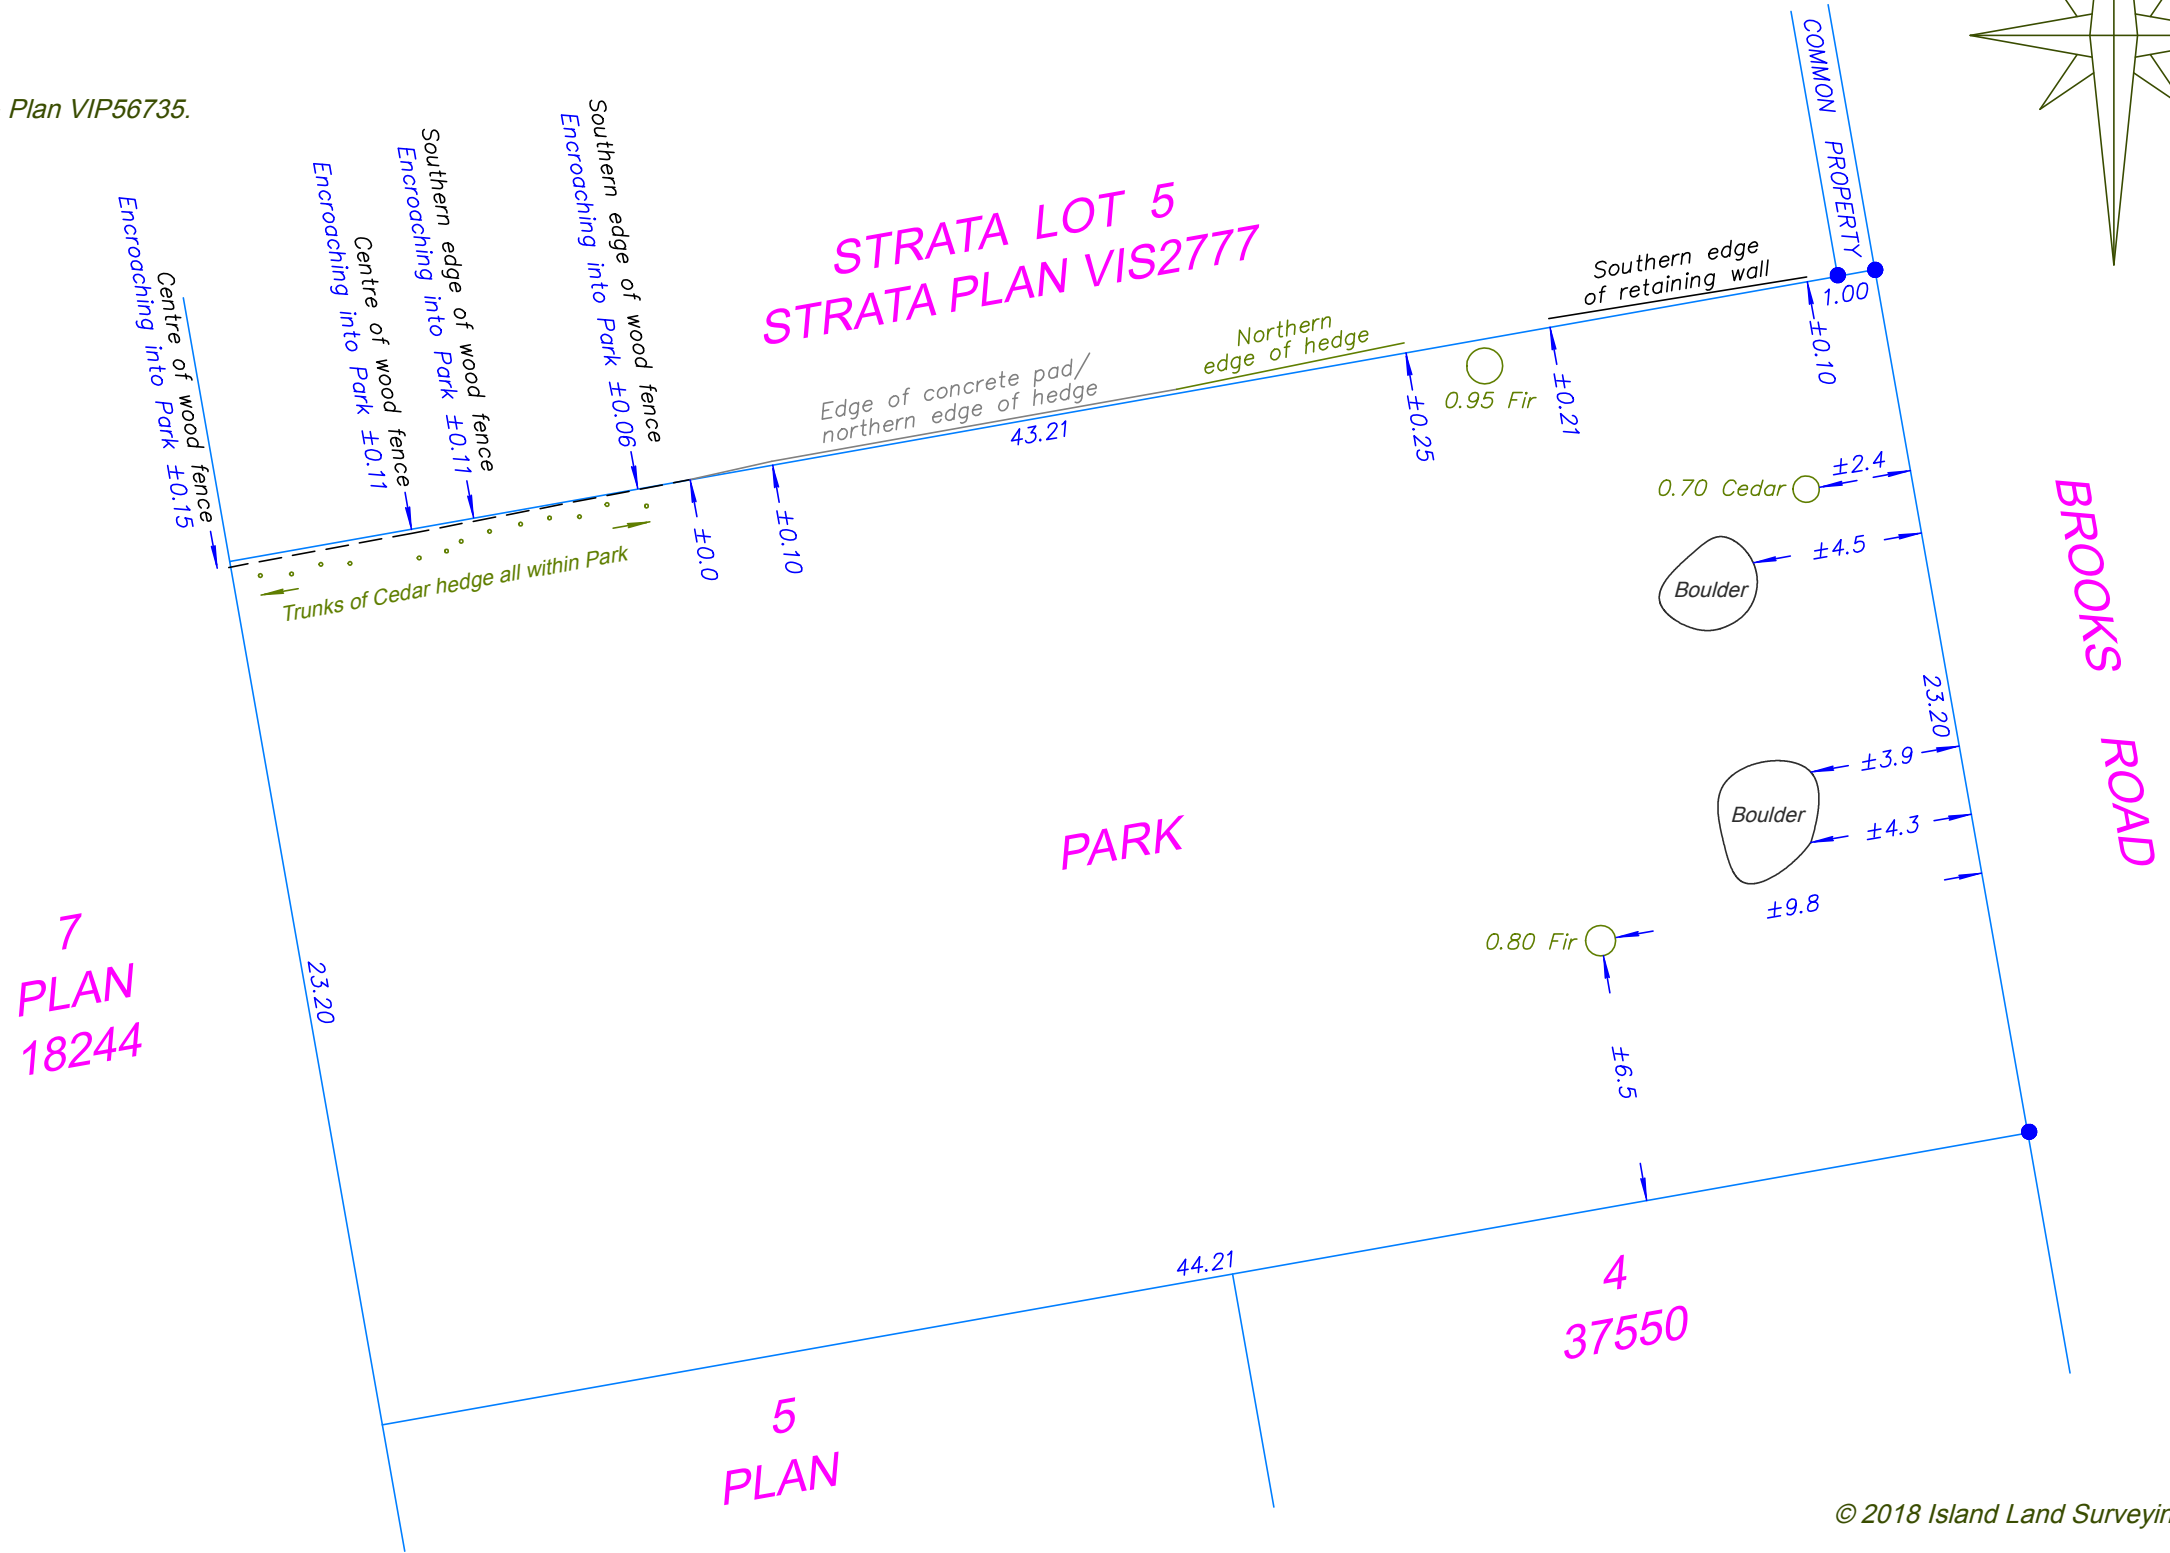 Plan VIP56735.
Centre of wood fence
Encroaching into Park ±0.15
Centre of wood fence
Encroaching into Park ±0.11
Southern edge of wood fence
Encroaching into Park ±0.11
Southern edge of wood fence
Encroaching into Park ±0.06
STRATA LOT 5
STRATA PLAN VIS2777
COMMON PROPERTY
Southern edge
of retaining wall
1.00
±0.10
Northern
edge of hedge
Edge of concrete pad/
northern edge of hedge
43.21
±0.25
0.95 Fir
±0.21
±0.0
±0.10
Trunks of Cedar hedge all within Park
0.70 Cedar
±2.4
Boulder
±4.5
BROOKS ROAD
23.20
Boulder
±3.9
±4.3
±9.8
PARK
0.80 Fir
±6.5
7
PLAN
18244
23.20
44.21
4
37550
5
PLAN
© 2018 Island Land Surveyin